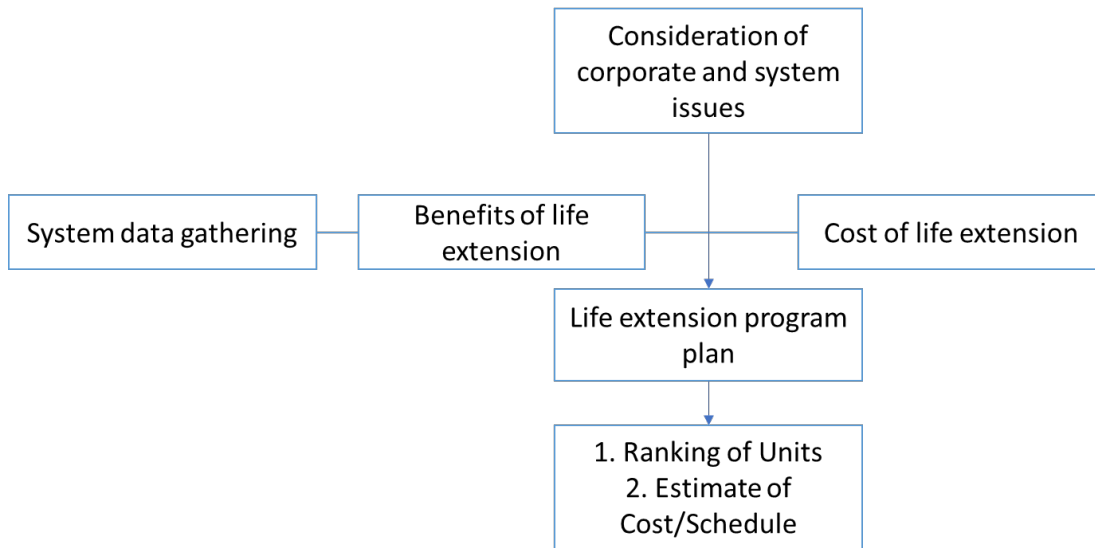 Consideration of
corporate and system
issues
System data gathering
Benefits of life
extension
Cost of life extension
Life extension program
plan
1. Ranking of Units
2. Estimate of
Cost/Schedule